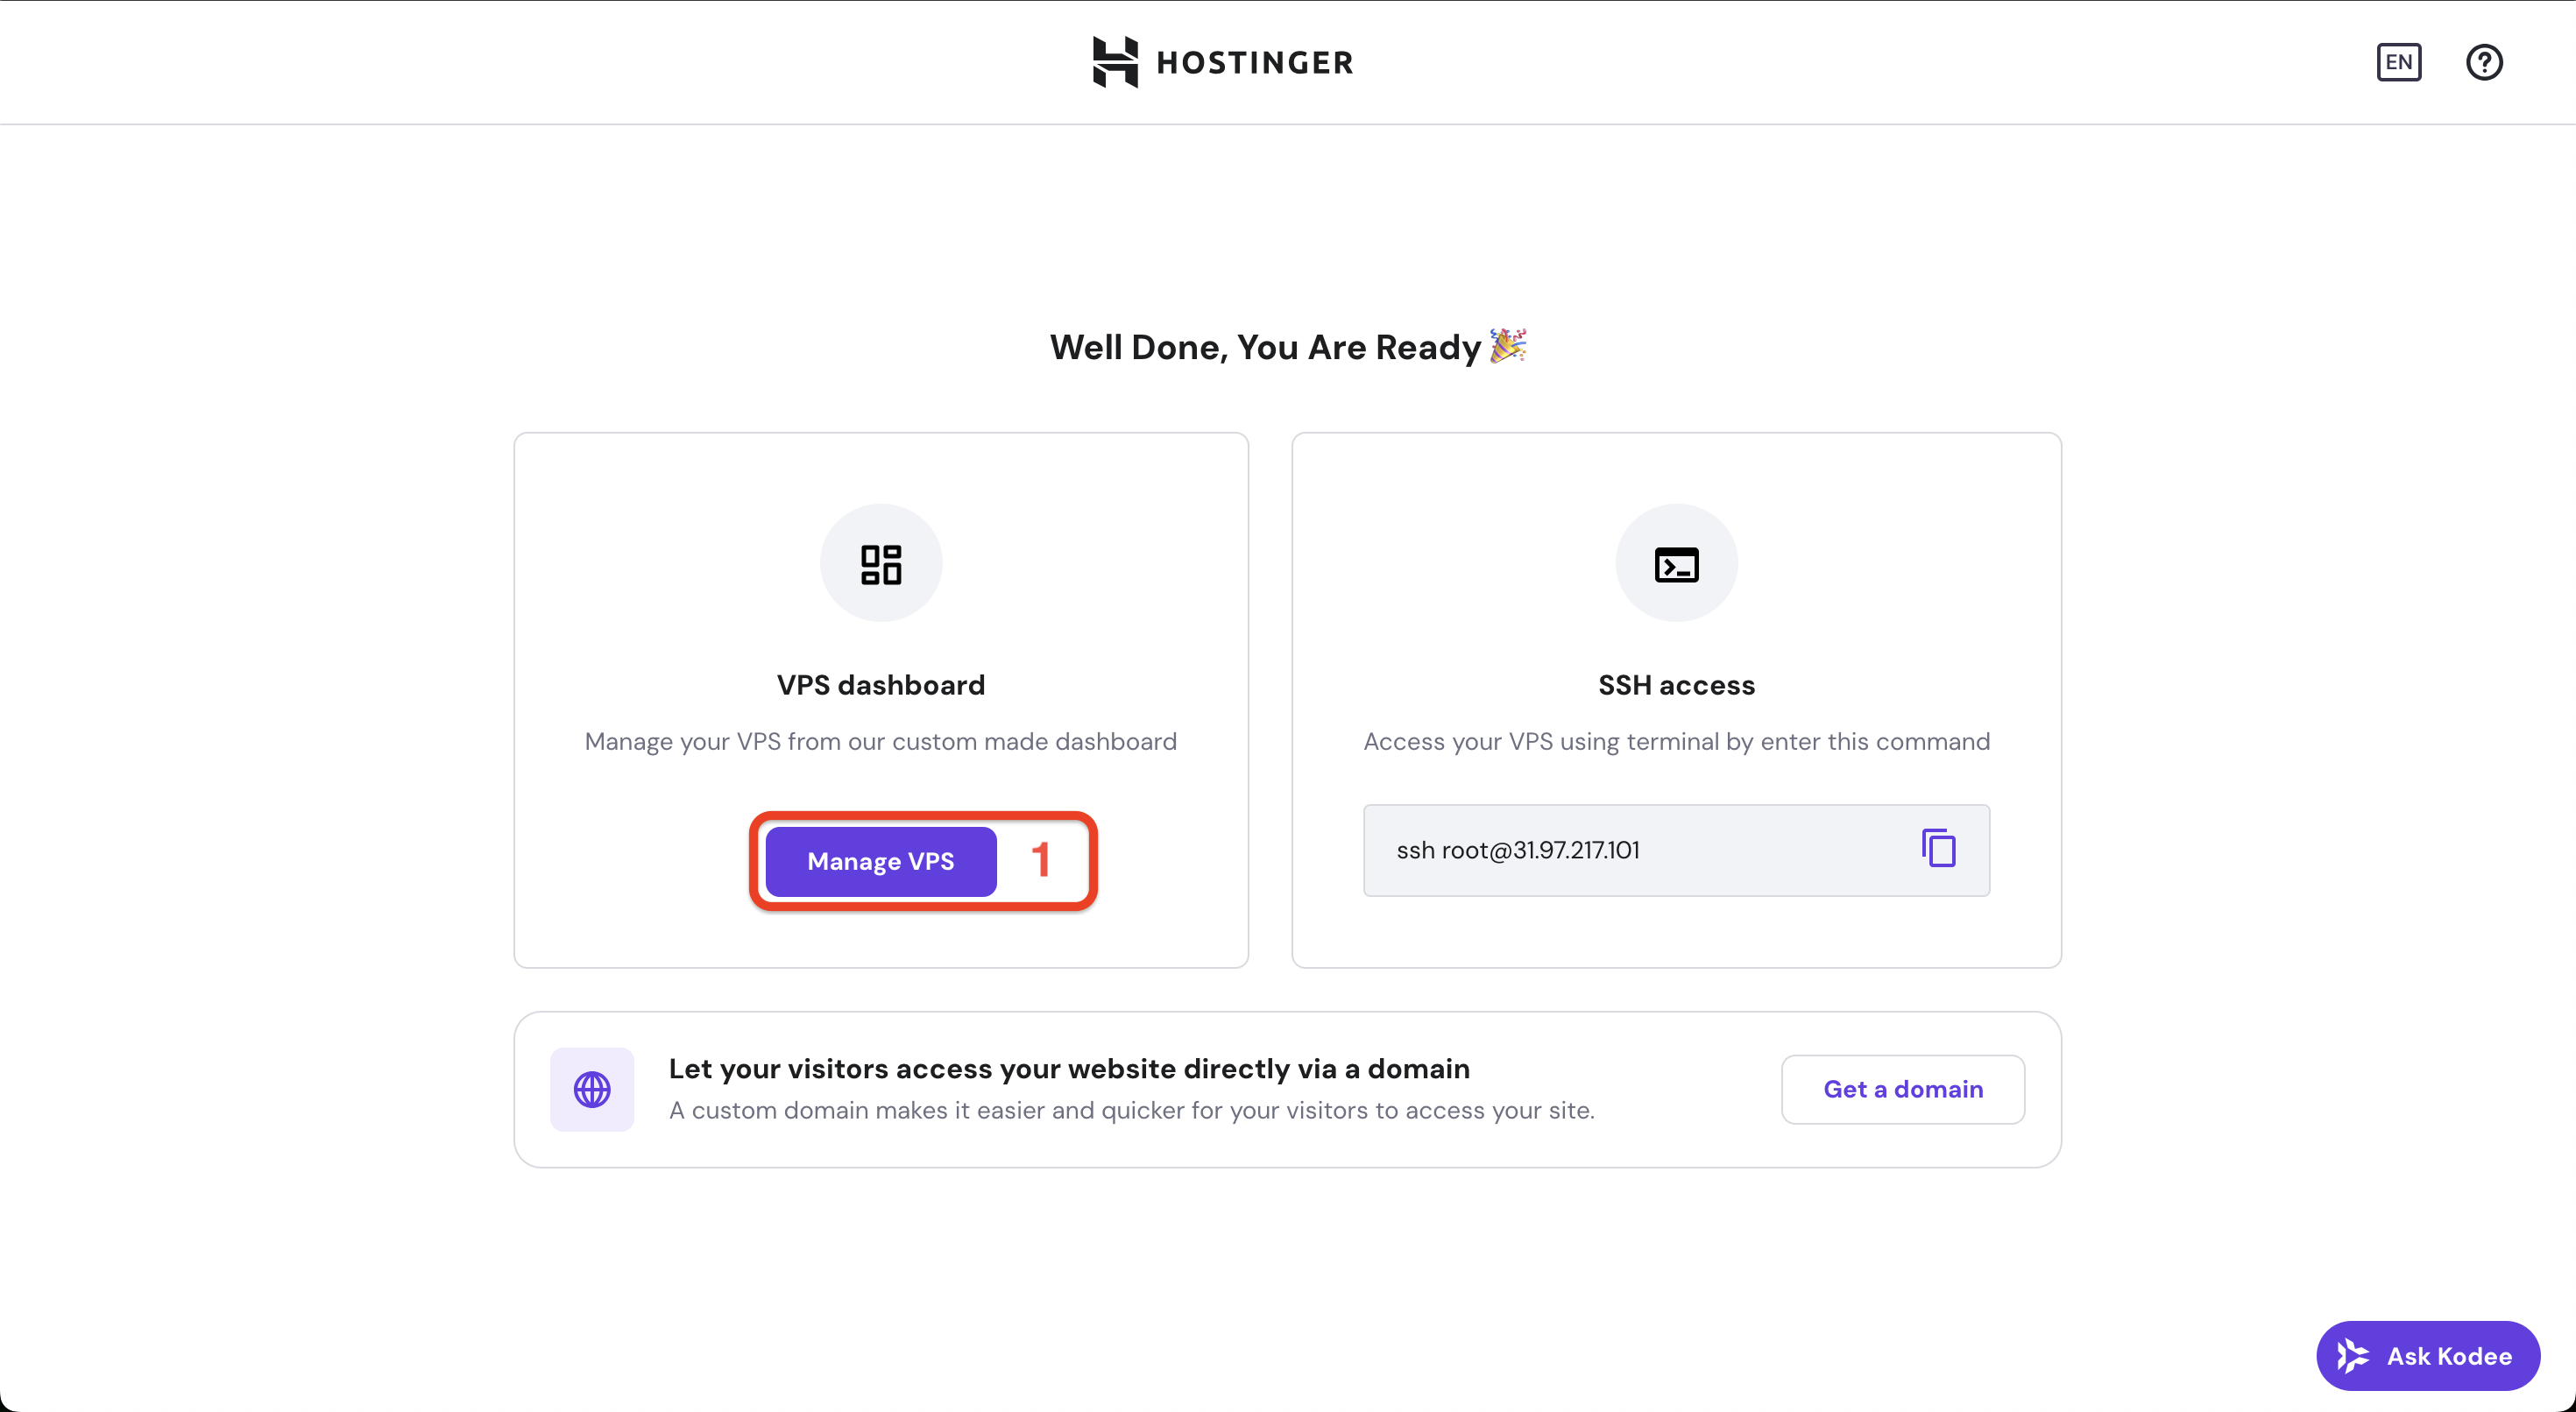 HOSTINGER
EN
Well Done, You Are Ready 🎉
VPS dashboard
Manage your VPS from our custom made dashboard
Manage VPS
1
SSH access
Access your VPS using terminal by enter this command
ssh root@31.97.217.101
Let your visitors access your website directly via a domain
A custom domain makes it easier and quicker for your visitors to access your site.
Get a domain
Ask Kodee